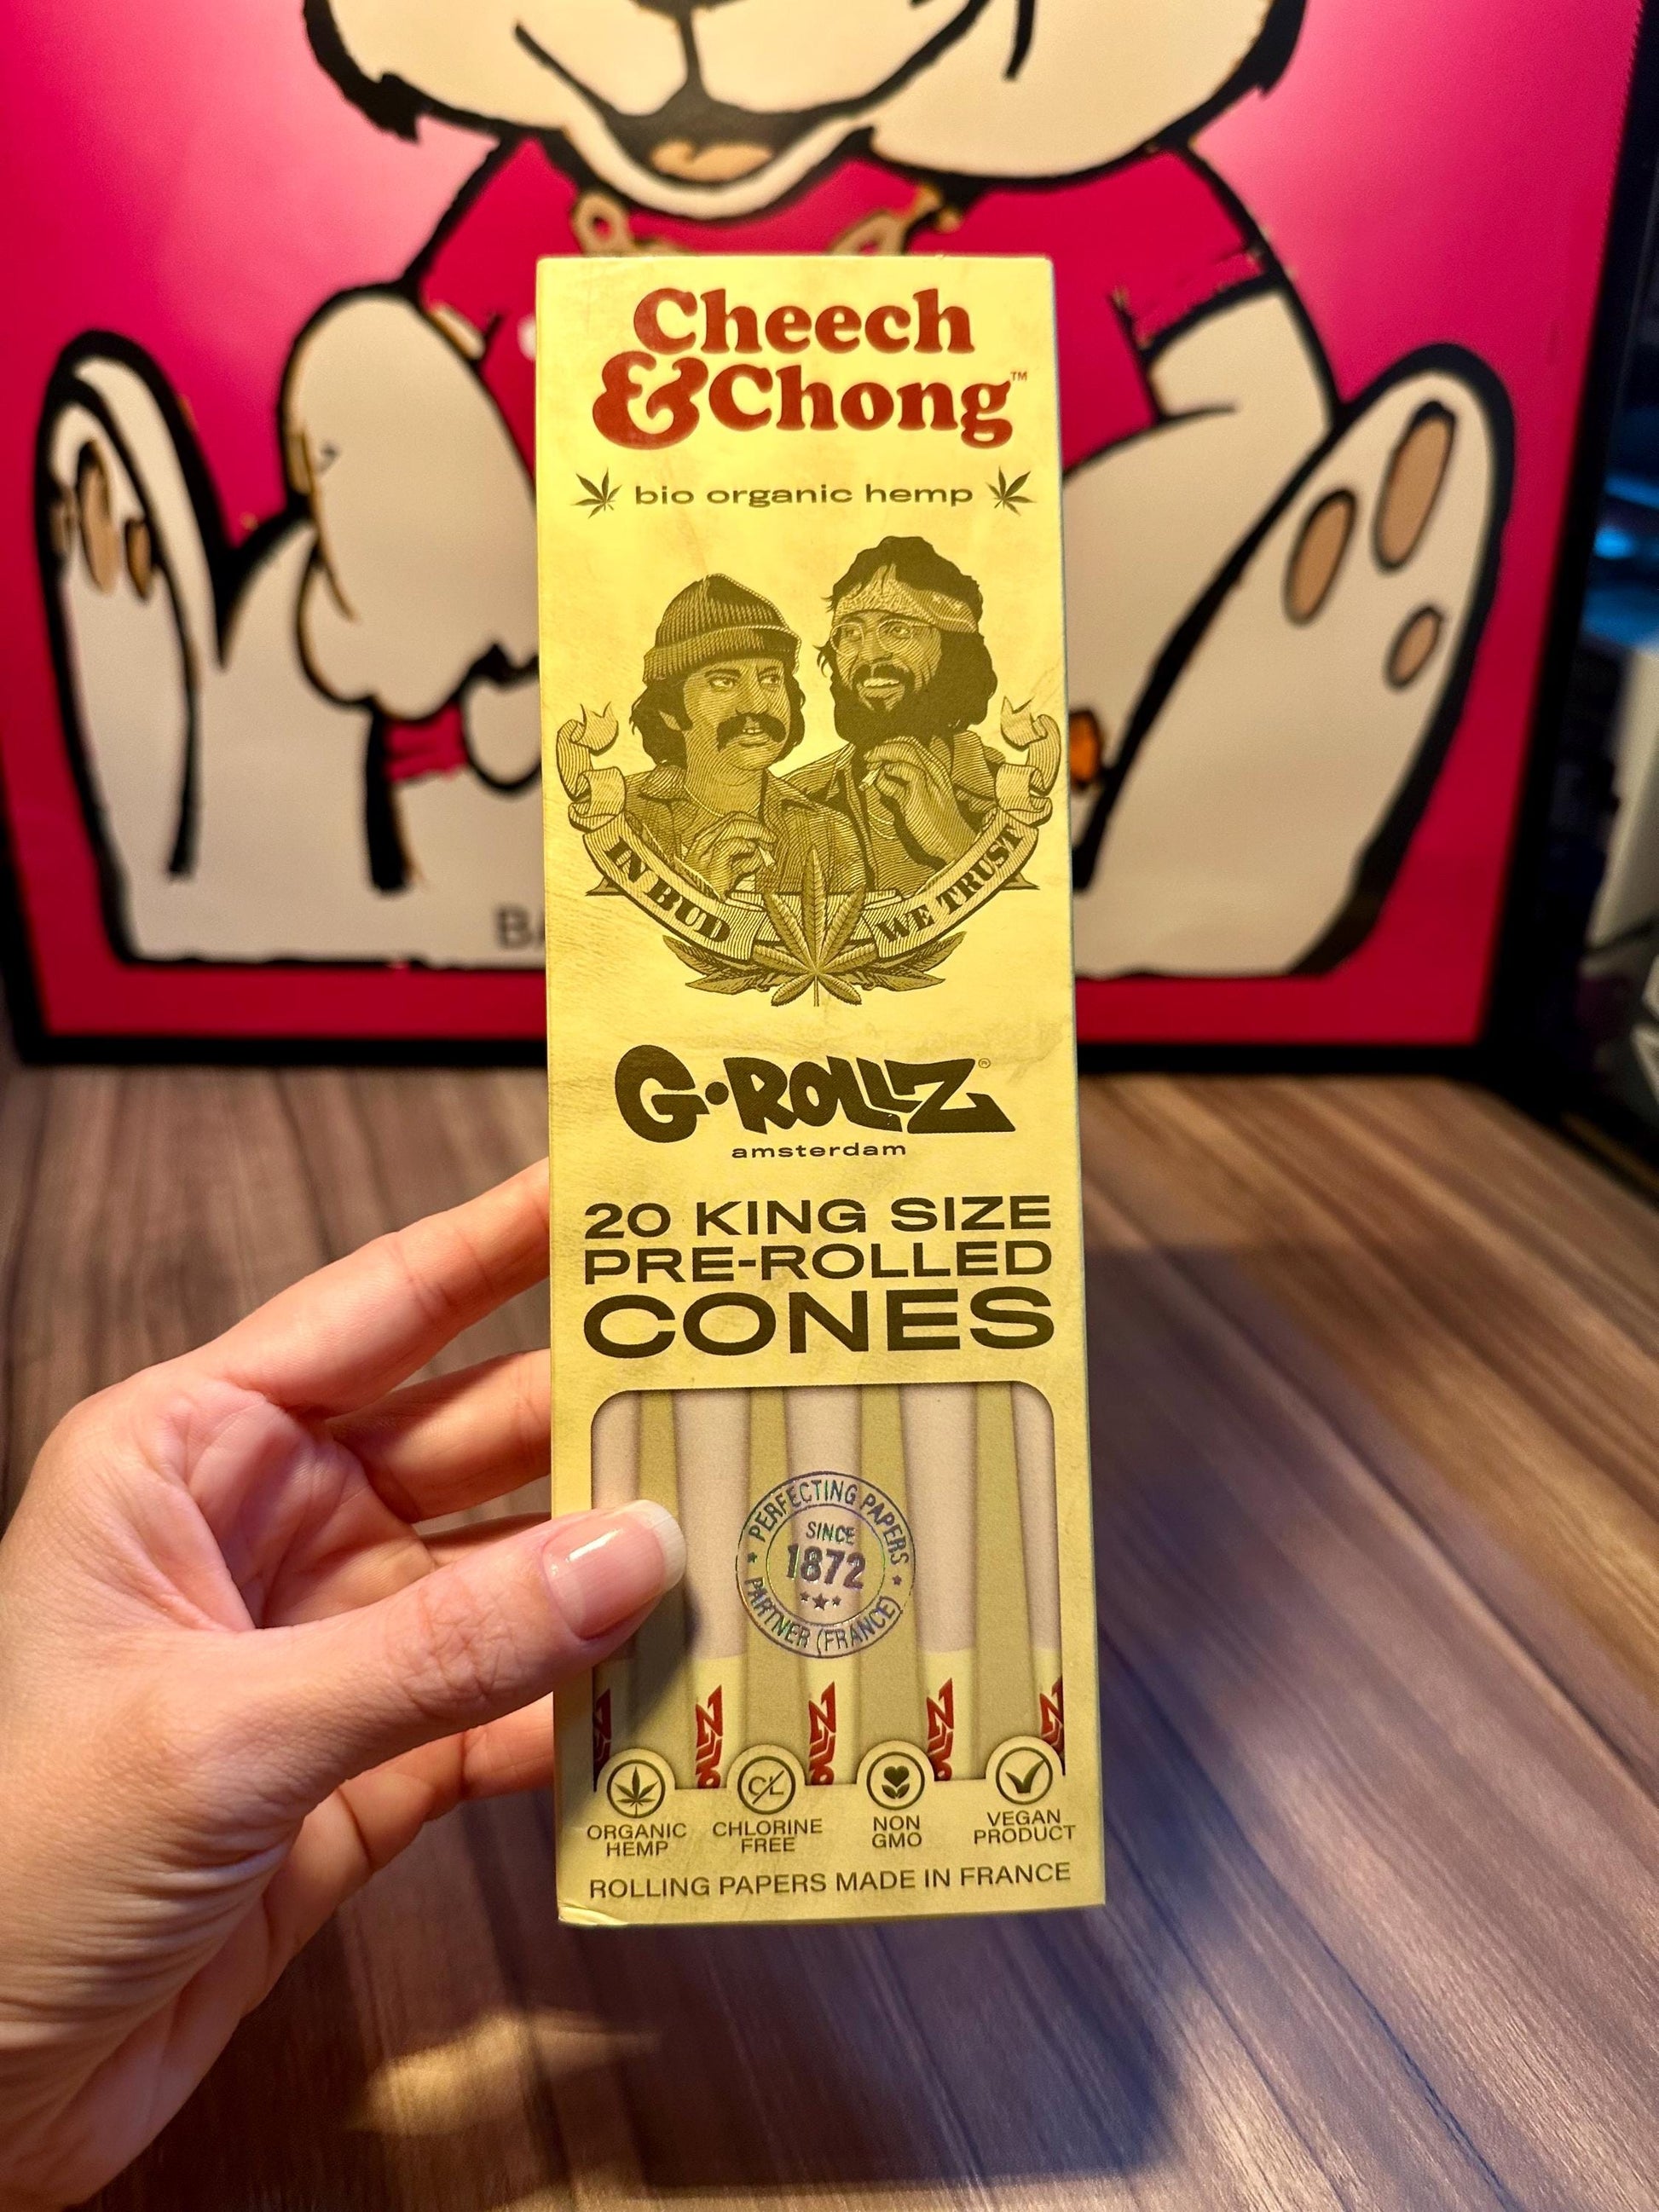 Cheech
& Chong™
bio organic hemp
IN BUD WE TRUST
G·ROLLZ®
amsterdam
20 KING SIZE
PRE-ROLLED
CONES
PERFECTING PAPERS
SINCE
1872
PARTNER (FRANCE)
CL
ORGANIC
HEMP
CHLORINE
FREE
NON
GMO
VEGAN
PRODUCT
ROLLING PAPERS MADE IN FRANCE